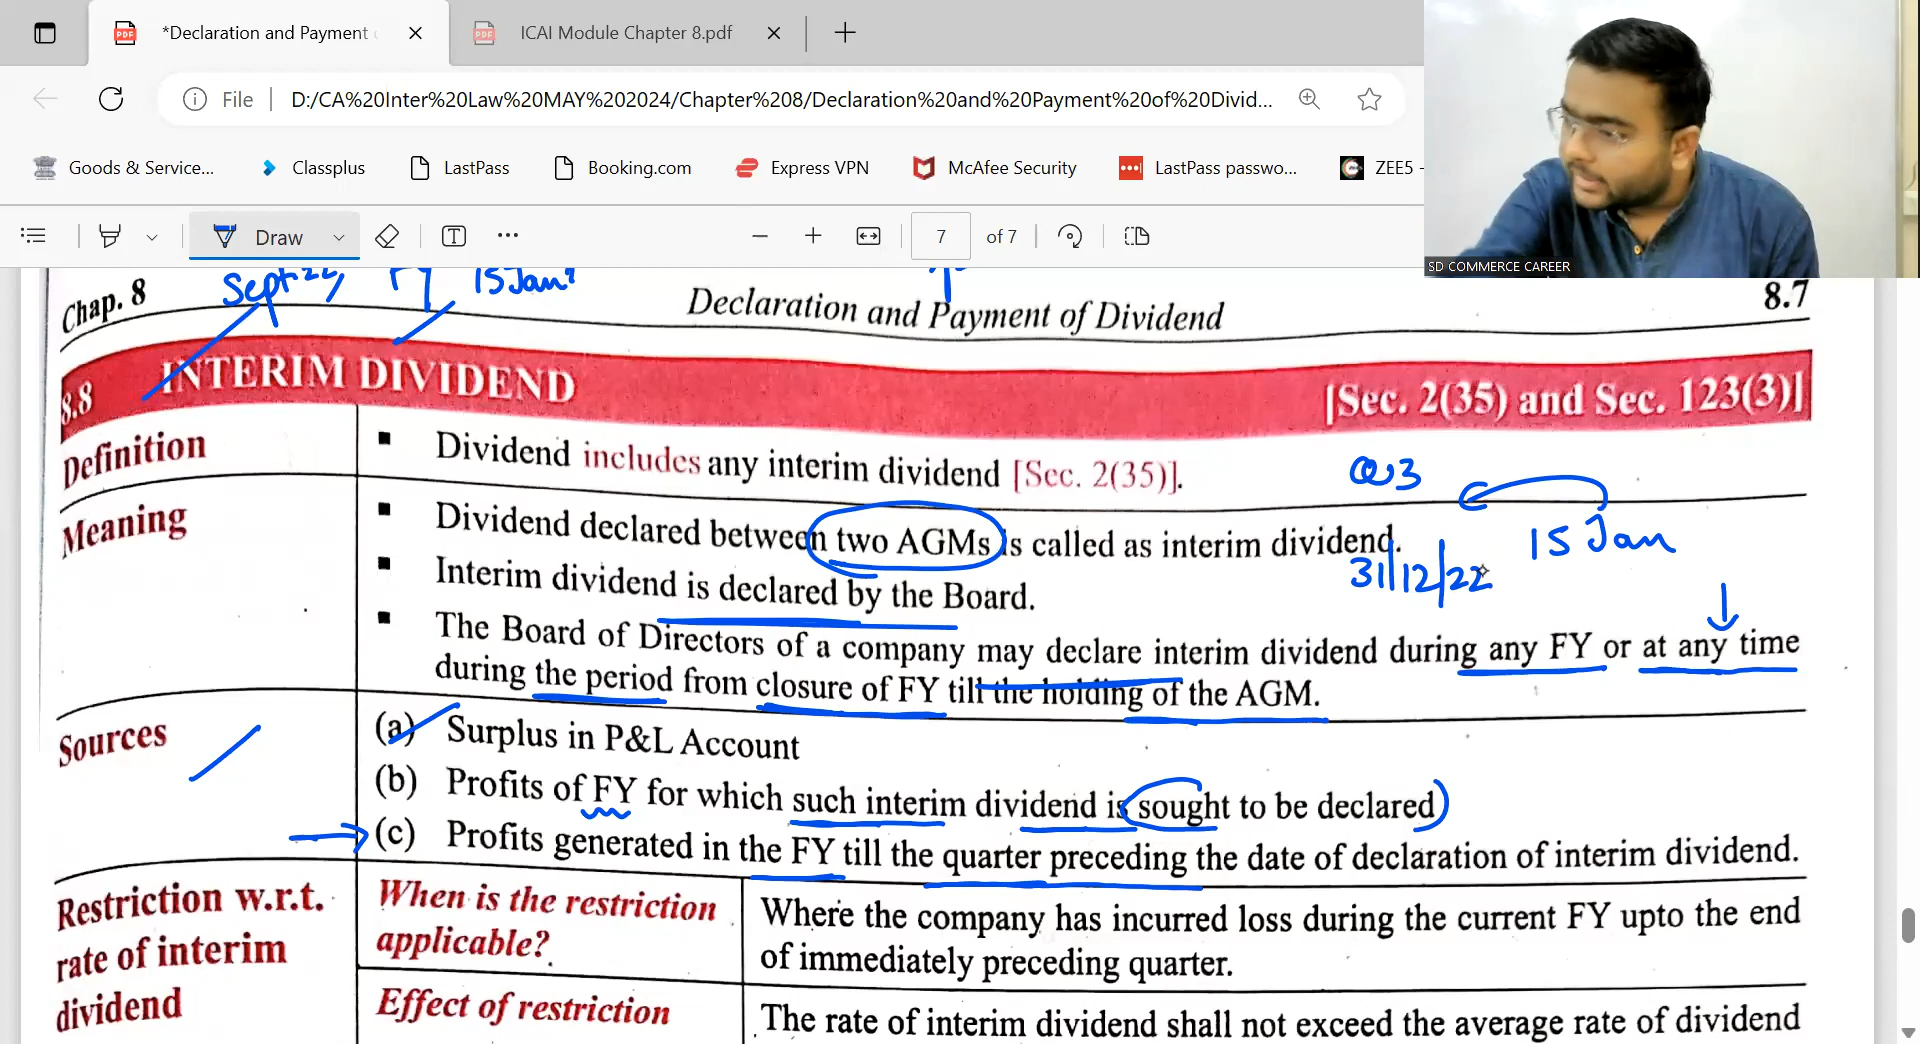 *Declaration and Payment
ICAI Module Chapter 8.pdf
File
D:/CA%20Inter%20Law%20MAY%202024/Chapter%208/Declaration%20and%20Payment%20of%20Divid...
Goods & Service...
Classplus
LastPass
Booking.com
Express VPN
McAfee Security
LastPass passwo...
ZEE5 -
Draw
7
of 7
SD COMMERCE CAREER
Sept 22, FY 15 Jan
Chap. 8
Declaration and Payment of Dividend
8.7
8.8 INTERIM DIVIDEND
[Sec. 2(35) and Sec. 123(3)]
Definition
▪ Dividend includes any interim dividend [Sec. 2(35)].
Q3
Meaning
▪ Dividend declared between two AGMs is called as interim dividend.
15 Jan
31/12/22
▪ Interim dividend is declared by the Board.
▪ The Board of Directors of a company may declare interim dividend during any FY or at any time
during the period from closure of FY till the holding of the AGM.
Sources
(a) Surplus in P&L Account
(b) Profits of FY for which such interim dividend is sought to be declared
(c) Profits generated in the FY till the quarter preceding the date of declaration of interim dividend.
Restriction w.r.t.
rate of interim
dividend
When is the restriction
applicable?
Where the company has incurred loss during the current FY upto the end
of immediately preceding quarter.
Effect of restriction
The rate of interim dividend shall not exceed the average rate of dividend